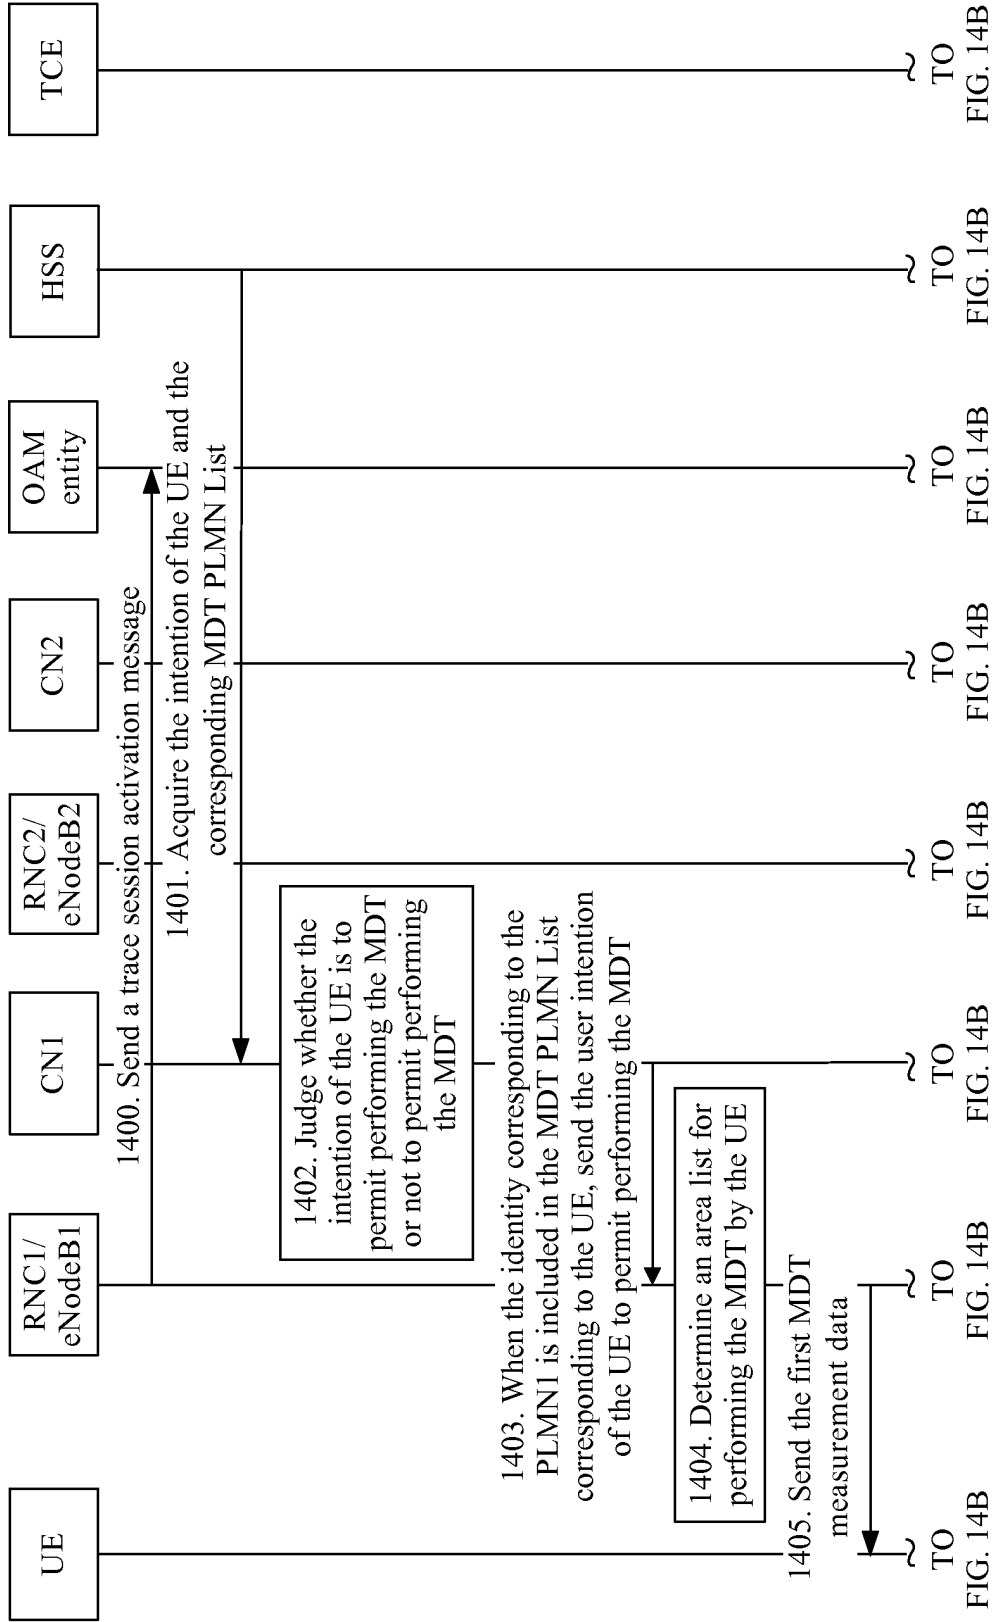 UE
RNC1/
eNodeB1
CN1
RNC2/
eNodeB2
CN2
OAM
entity
HSS
TCE
1400. Send a trace session activation message
1401. Acquire the intention of the UE and the
corresponding MDT PLMN List
1402. Judge whether the
intention of the UE is to
permit performing the MDT
or not to permit performing
the MDT
1403. When the identity corresponding to the
PLMN1 is included in the MDT PLMN List
corresponding to the UE, send the user intention
of the UE to permit performing the MDT
1404. Determine an area list for
performing the MDT by the UE
1405. Send the first MDT
measurement data
TO
FIG. 14B
TO
FIG. 14B
TO
FIG. 14B
TO
FIG. 14B
TO
FIG. 14B
TO
FIG. 14B
TO
FIG. 14B
TO
FIG. 14B